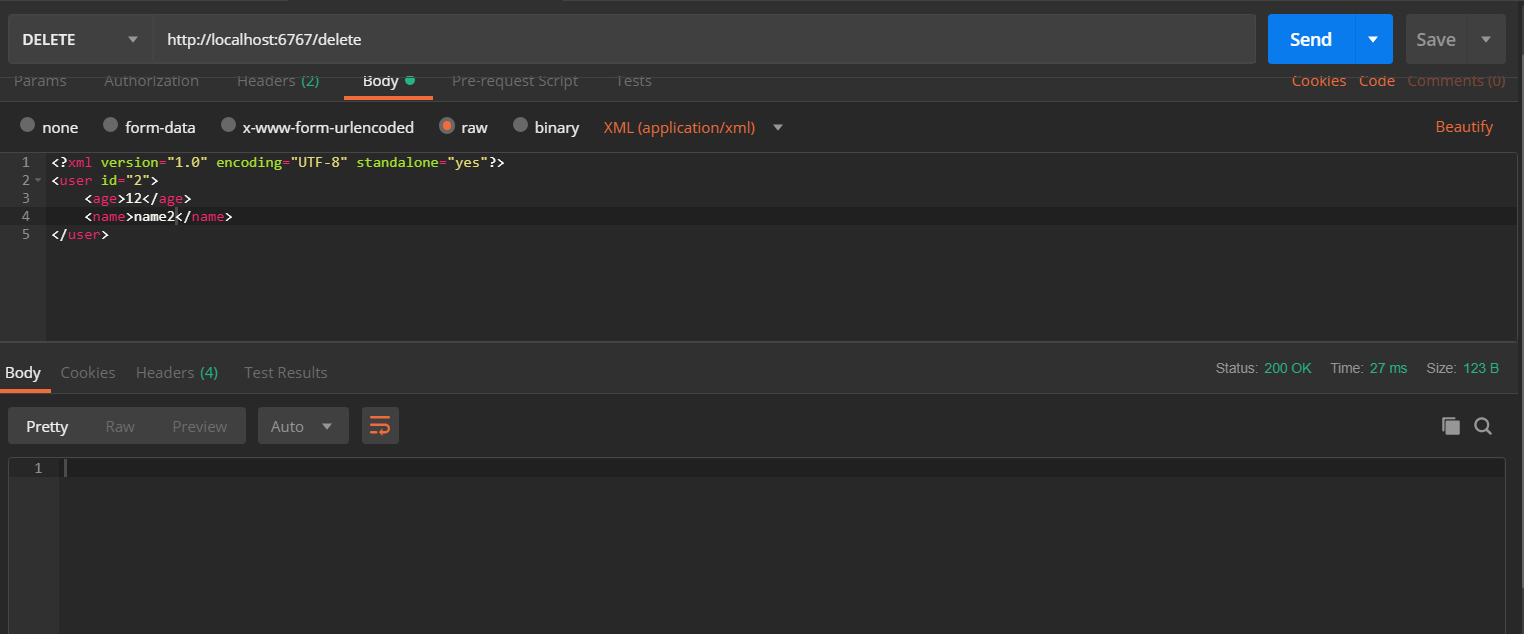 DELETE http://localhost:6767/delete Send Save
Params Authorization Headers (2) Body Pre-request Script Tests Cookies Code Comments (0)
none form-data x-www-form-urlencoded raw binary XML (application/xml) Beautify
1 <?xml version="1.0" encoding="UTF-8" standalone="yes"?>
2 <user id="2">
3 <age>12</age>
4 <name>name2</name>
5 </user>
Body Cookies Headers (4) Test Results Status: 200 OK Time: 27 ms Size: 123 B
Pretty Raw Preview Auto
1